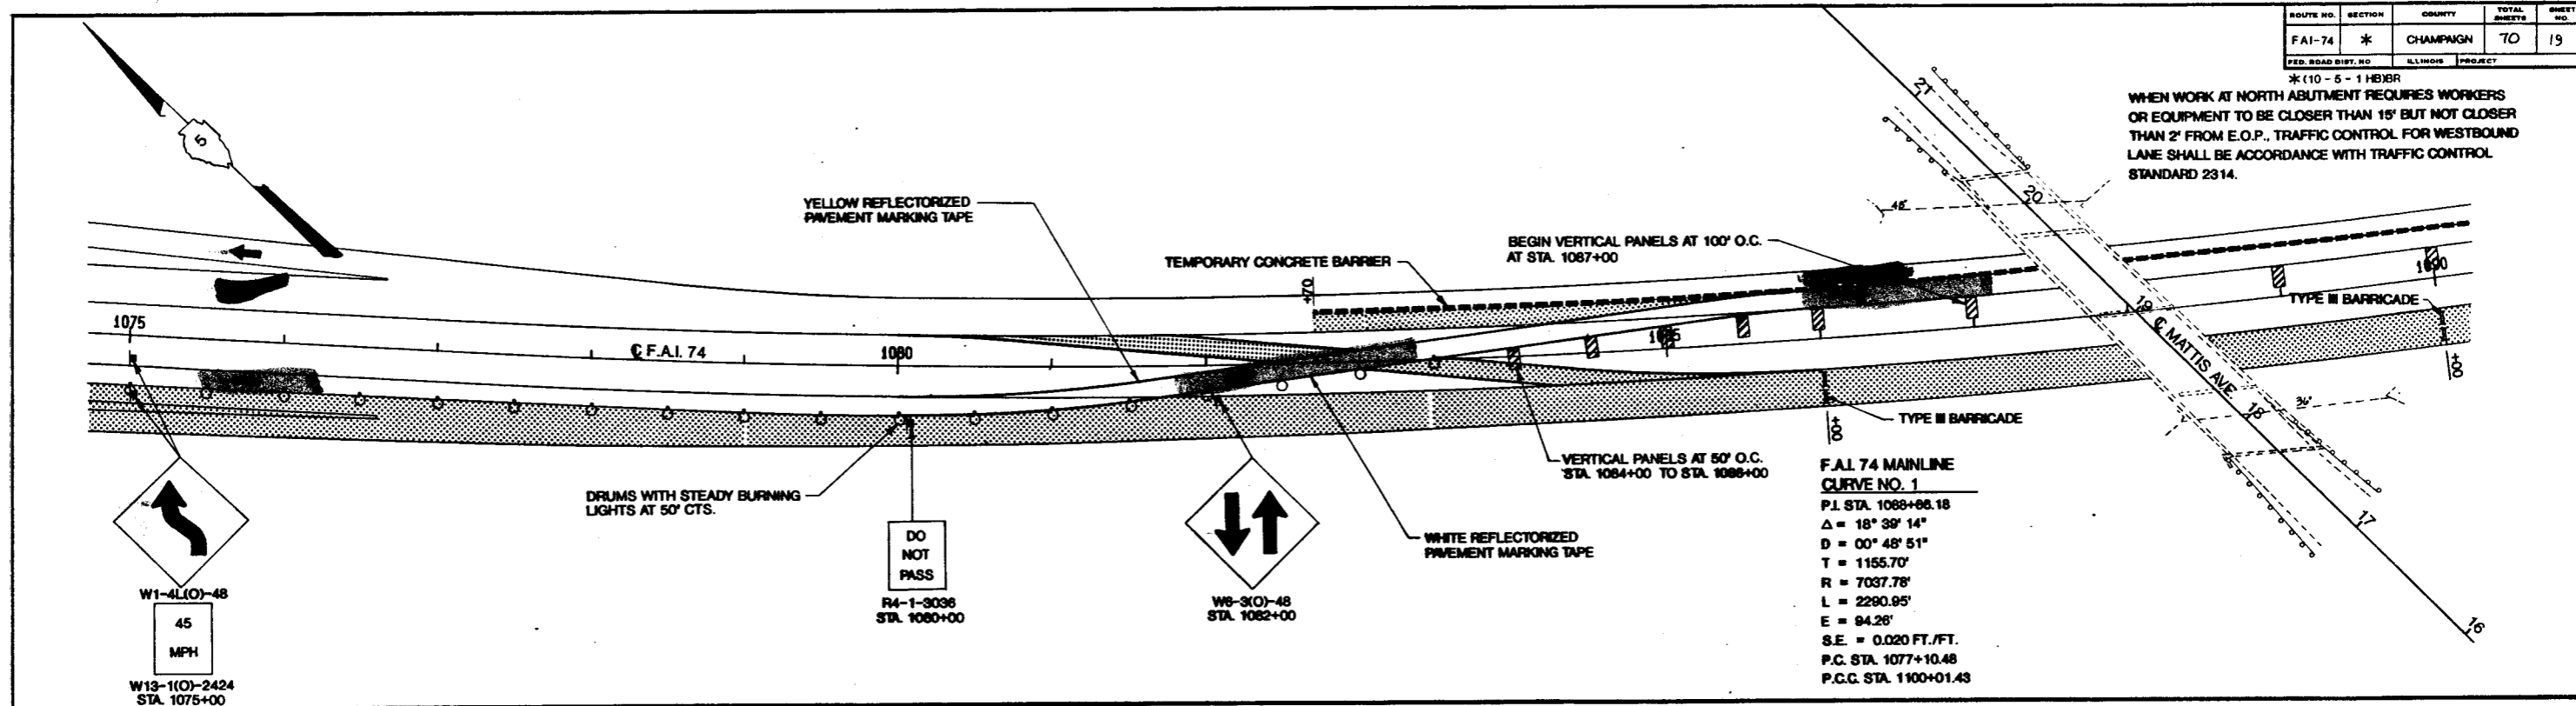 ROUTE NO. SECTION COUNTY TOTAL SHEETS SHEET NO.
FAI-74 * CHAMPAIGN 70 19
FED. ROAD DIST. NO ILLINOIS PROJECT
*(10 - 5 - 1 HB)BR
WHEN WORK AT NORTH ABUTMENT REQUIRES WORKERS
OR EQUIPMENT TO BE CLOSER THAN 15' BUT NOT CLOSER
THAN 2' FROM E.O.P., TRAFFIC CONTROL FOR WESTBOUND
LANE SHALL BE ACCORDANCE WITH TRAFFIC CONTROL
STANDARD 2314.
5
21
20
48"
YELLOW REFLECTORIZED
PAVEMENT MARKING TAPE
TEMPORARY CONCRETE BARRIER
BEGIN VERTICAL PANELS AT 100' O.C.
AT STA. 1087+00
+70
1090
TYPE III BARRICADE
19
1075
℄ F.A.I. 74
1080
1085
℄ MATTIS AVE.
+00
36"
18
17
16
TYPE III BARRICADE
+00
DRUMS WITH STEADY BURNING
LIGHTS AT 50' CTS.
VERTICAL PANELS AT 50' O.C.
STA. 1084+00 TO STA. 1086+00
WHITE REFLECTORIZED
PAVEMENT MARKING TAPE
DO
NOT
PASS
R4-1-3036
STA. 1080+00
W6-3(O)-48
STA. 1082+00
W1-4L(O)-48
45
MPH
W13-1(O)-2424
STA. 1075+00
F.A.I. 74 MAINLINE
CURVE NO. 1
P.I. STA. 1088+66.18
Δ = 18° 39' 14"
D = 00° 48' 51"
T = 1155.70'
R = 7037.78'
L = 2290.95'
E = 94.26'
S.E. = 0.020 FT./FT.
P.C. STA. 1077+10.48
P.C.C. STA. 1100+01.43